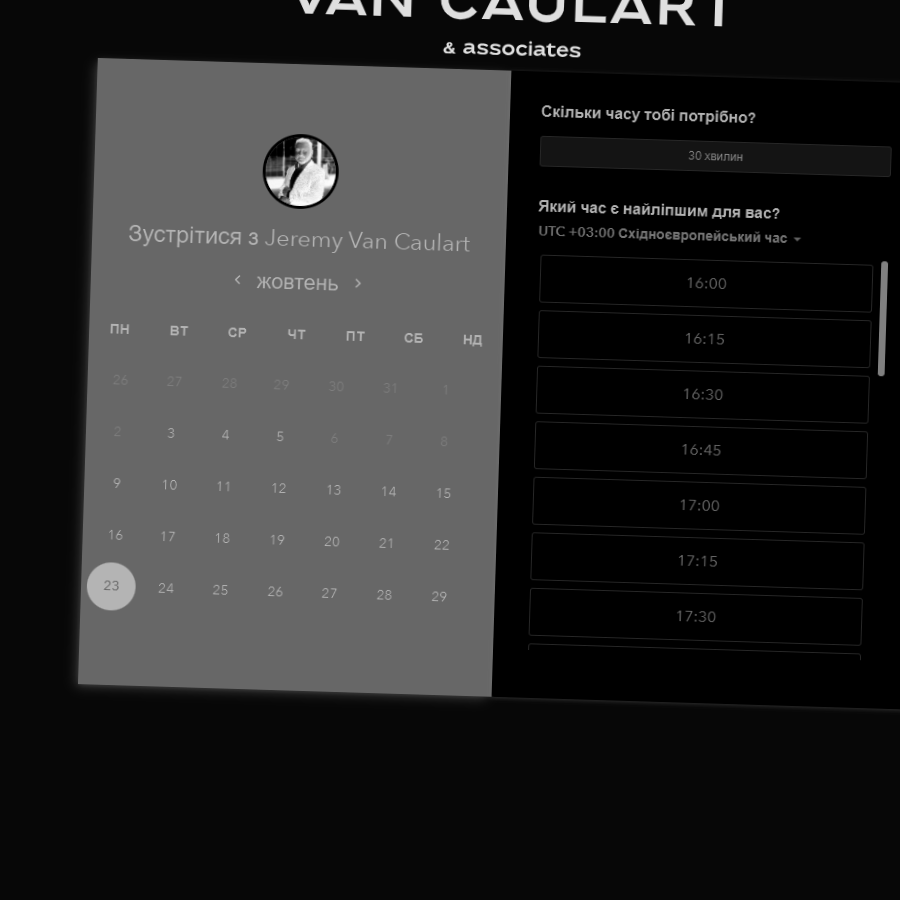 VAN CAULART
& associates
Зустрітися з Jeremy Van Caulart
жовтень
ПН ВТ СР ЧТ ПТ СБ НД
26 27 28 29 30 31 1
2 3 4 5 6 7 8
9 10 11 12 13 14 15
16 17 18 19 20 21 22
23 24 25 26 27 28 29
Скільки часу тобі потрібно?
30 хвилин
Який час є найліпшим для вас?
UTC +03:00 Східноєвропейський час
16:00
16:15
16:30
16:45
17:00
17:15
17:30